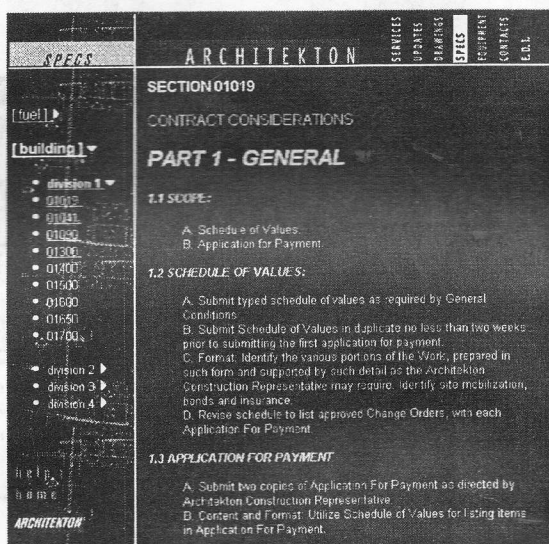 SPECS
ARCHITEKTON
SERVICES
UPDATES
DRAWINGS
SPECS
EQUIPMENT
CONTACTS
E.D.I.
[fuel]
[building]
division 1
01019
01041
01090
01300
01400
01500
01600
01650
01700
division 2
division 3
division 4
help
home
ARCHITEKTON
SECTION 01019
CONTRACT CONSIDERATIONS
PART 1 - GENERAL
1.1 SCOPE:
A. Schedule of Values.
B. Application for Payment.
1.2 SCHEDULE OF VALUES:
A. Submit typed schedule of values as required by General
Conditions.
B. Submit Schedule of Values in duplicate no less than two weeks
prior to submitting the first application for payment.
C. Format: Identify the various portions of the Work, prepared in
such form and supported by such detail as the Architekton
Construction Representative may require. Identify site mobilization,
bonds and insurance.
D. Revise schedule to list approved Change Orders, with each
Application For Payment.
1.3 APPLICATION FOR PAYMENT
A. Submit two copies of Application For Payment as directed by
Architekton Construction Representative.
B. Content and Format: Utilize Schedule of Values for listing items
in Application For Payment.